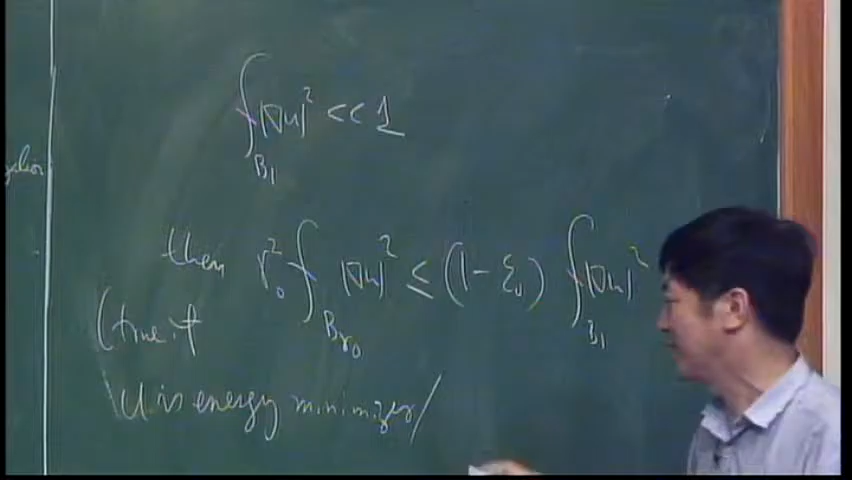 ⨍_{B_1} |∇u|² << 1
then r_0² ⨍_{B_{r_0}} |∇u|² ≤ (1 - ε_0) ⨍_{B_1} |∇u|²
(true if
u is energy minimizer)